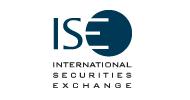 ISE
INTERNATIONAL
SECURITIES
EXCHANGE